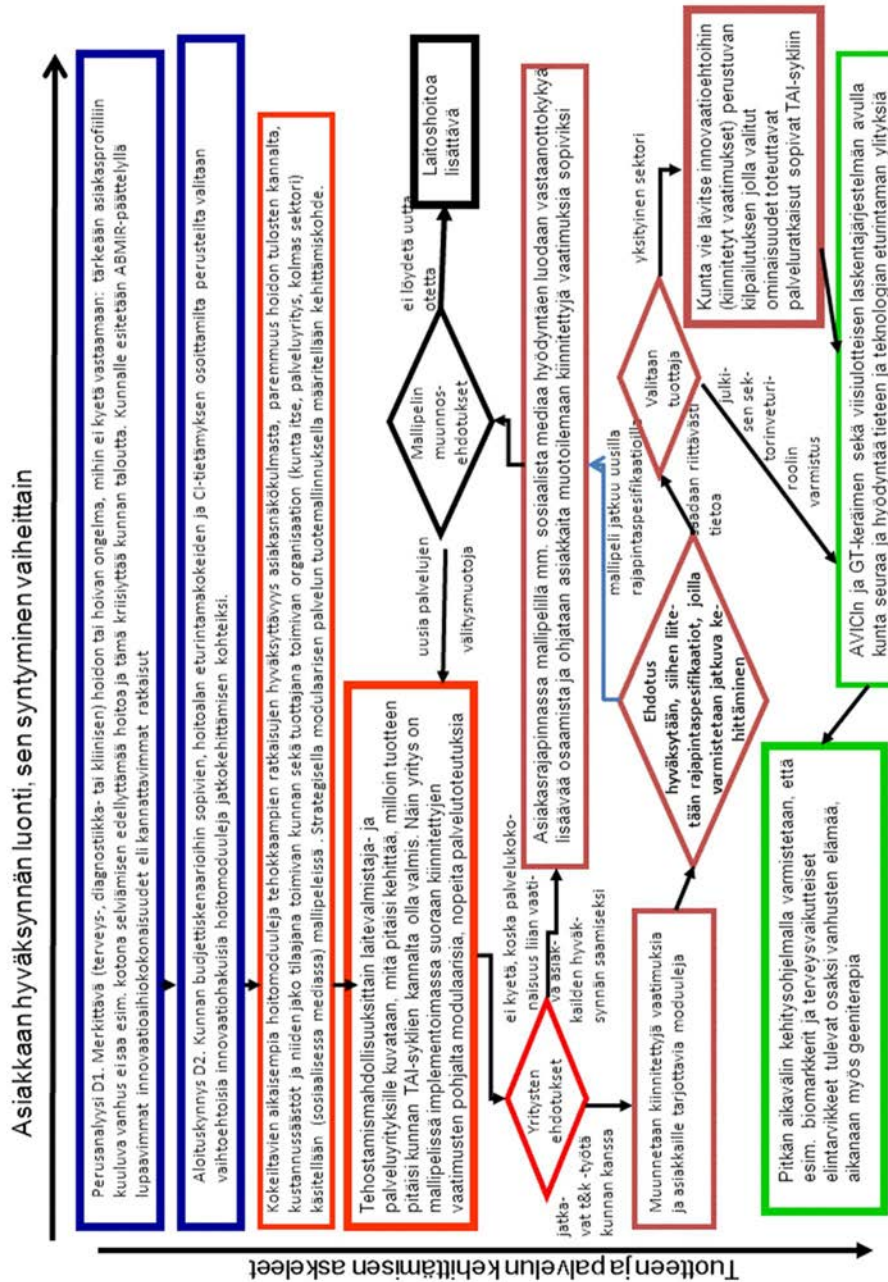 Asiakkaan hyväksynnän luonti, sen syntyminen vaiheittain
Tuotteen ja palvelun kehittämisen askeleet
Perusanalyysi D1. Merkittävä (terveys-, diagnostiikka- tai kliinisen) hoidon tai hoivan ongelma, mihin ei kyetä vastaamaan: tärkeään asiakasprofiiliin
kuuluva vanhus ei saa esim. kotona selviämisen edellyttämää hoitoa ja tämä kriisiyttää kunnan taloutta. Kunnalle esitetään ABMIR-päättelyllä
lupaavimmat innovaatioaihiokokonaisuudet eli kannattavimmat ratkaisut
Aloituskynnys D2. Kunnan budjettiskenaarioihin sopivien, hoitoalan eturintamakokeiden ja CI-tietämyksen osoittamilta perusteilta valitaan
vaihtoehtoisia innovaatiohakuisia hoitomoduuleja jatkokehittämisen kohteiksi.
Kokeiltavien aikaisempia hoitomoduuleja tehokkaampien ratkaisujen hyväksyttävyys asiakasnäkökulmasta, paremmuus hoidon tulosten kannalta,
kustannussäästöt ja niiden jako tilaajana toimivan kunnan sekä tuottajana toimivan organisaation (kunta itse, palveluyritys, kolmas sektori)
käsitellään (sosiaalisessa mediassa) mallipeleissä . Strategisella modulaarisen palvelun tuotemallinnuksella määritellään kehittämiskohde.
Tehostamismahdollisuuksittain laitevalmistaja- ja
palveluyrityksille kuvataan, mitä pitäisi kehittää, milloin tuotteen
pitäisi kunnan TAI-syklien kannalta olla valmis. Näin yritys on
mallipelissä implementoimassa suoraan kiinnitettyjen
vaatimusten pohjalta modulaarisia, nopeita palvelutoteutuksia
uusia palvelujen
välitysmuotoja
Mallipelin
muunnos-
ehdotukset
ei löydetä uutta
otetta
Laitoshoitoa
lisättävä
Yritysten
ehdotukset
ei kyetä, koska palvelukoko-
naisuus liian vaati-
va asiak-
kaiden hyväk-
synnän saamiseksi
jatka-
vat t&k -työtä
kunnan kanssa
Asiakasrajapinnassa mallipelillä mm. sosiaalista mediaa hyödyntäen luodaan vastaanottokykyä
lisäävää osaamista ja ohjataan asiakkaita muotoilemaan kiinnitettyjä vaatimuksia sopiviksi
Muunnetaan kiinnitettyjä vaatimuksia
ja asiakkaille tarjottavia moduuleja
Ehdotus
hyväksytään, siihen liite-
tään rajapintaspesifikaatiot, joilla
varmistetaan jatkuva ke-
hittäminen
mallipeli jatkuu uusilla
rajapintaspesifikaatioilla
saadaan riittävästi
tietoa
Valitaan
tuottaja
yksityinen sektori
julki-
sen sek-
torinveturi-
roolin
varmistus
Kunta vie lävitse innovaatioehtoihin
(kiinnitetyt vaatimukset) perustuvan
kilpailutuksen jolla valitut
ominaisuudet toteuttavat
palveluratkaisut sopivat TAI-sykliin
AVICIn ja GT-keräimen sekä viisiulotteisen laskentajärjestelmän avulla
kunta seuraa ja hyödyntää tieteen ja teknologian eturintaman ylityksiä
Pitkän aikavälin kehitysohjelmalla varmistetaan, että
esim. biomarkkerit ja terveysvaikutteiset
elintarvikkeet tulevat osaksi vanhusten elämää,
aikanaan myös geeniterapia